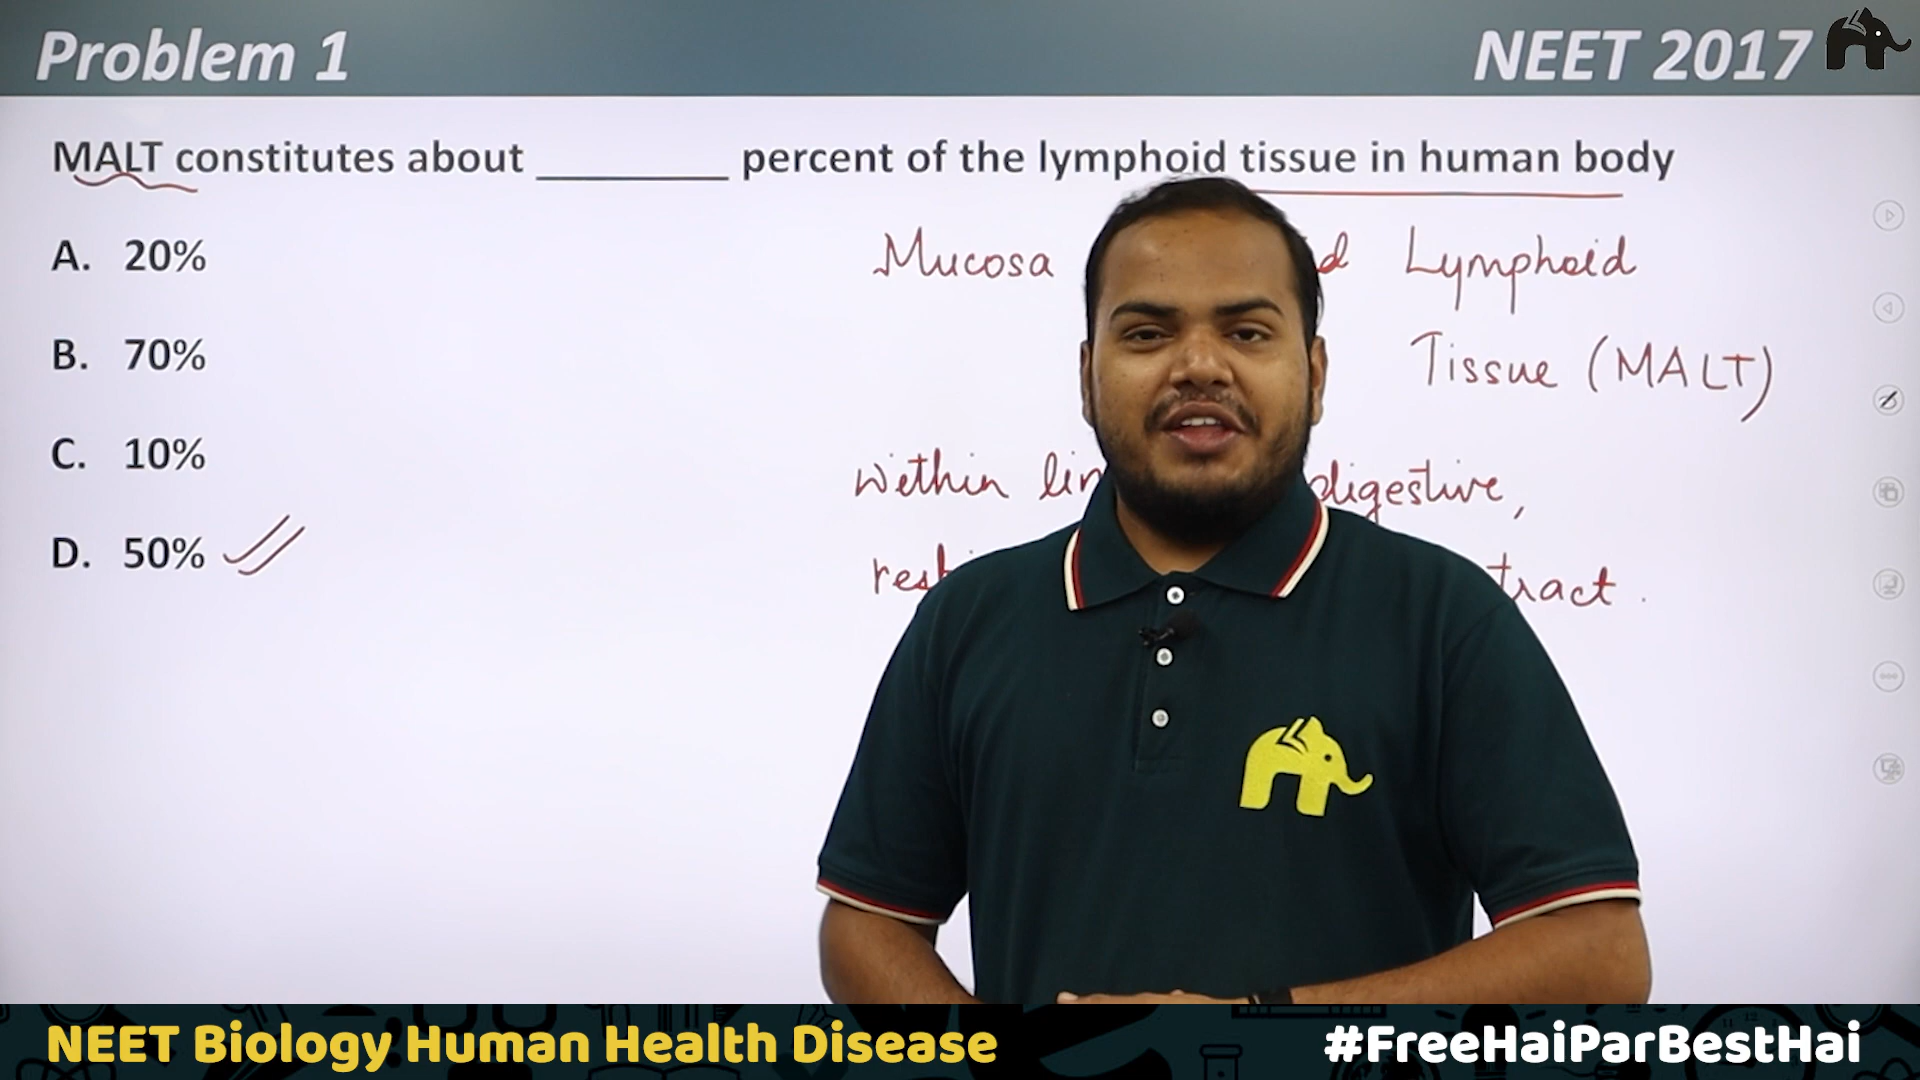 Problem 1
NEET 2017
MALT constitutes about ________ percent of the lymphoid tissue in human body
A. 20%
B. 70%
C. 10%
D. 50%
Mucosa Lymphoid
Tissue (MALT)
within digestive,
tract.
NEET Biology Human Health Disease
#FreeHaiParBestHai